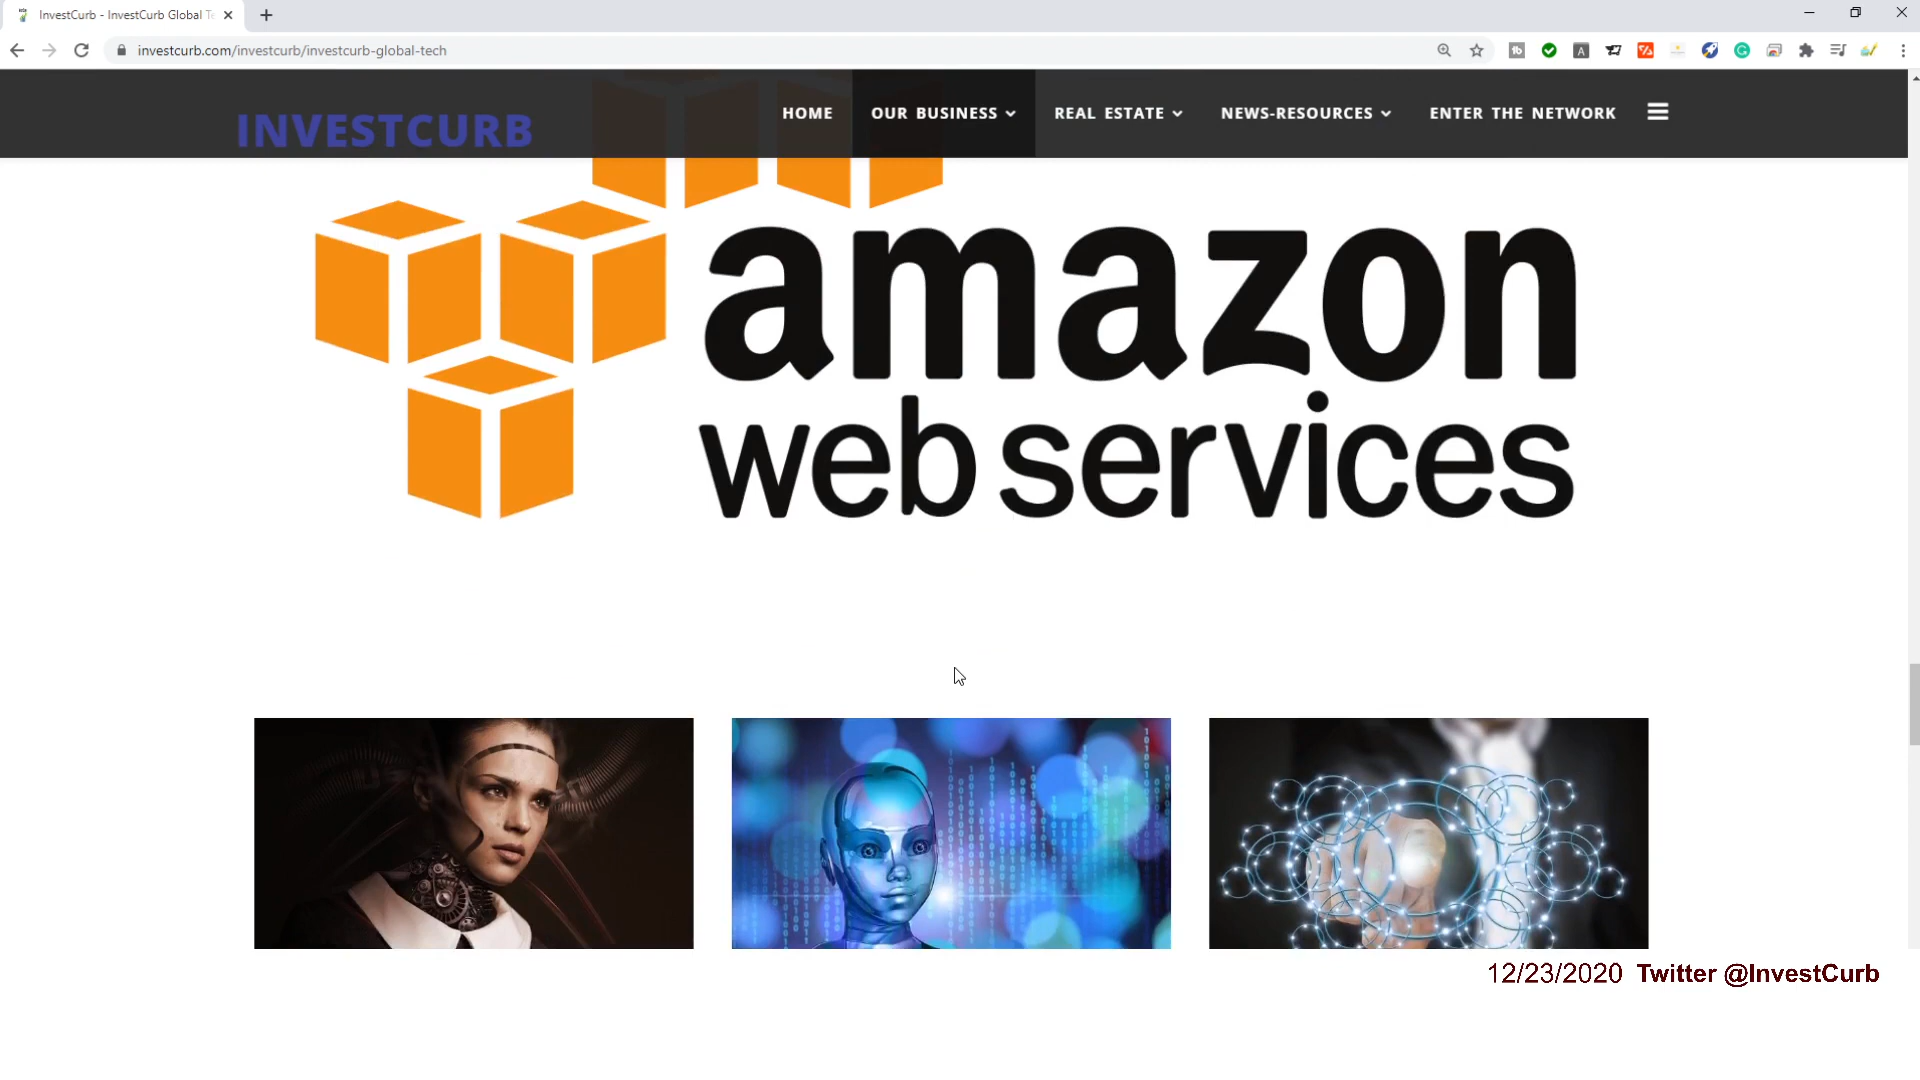 InvestCurb - InvestCurb Global Te
investcurb.com/investcurb/investcurb-global-tech
INVESTCURB
HOME
OUR BUSINESS
REAL ESTATE
NEWS-RESOURCES
ENTER THE NETWORK
amazon
web services
12/23/2020 Twitter @InvestCurb